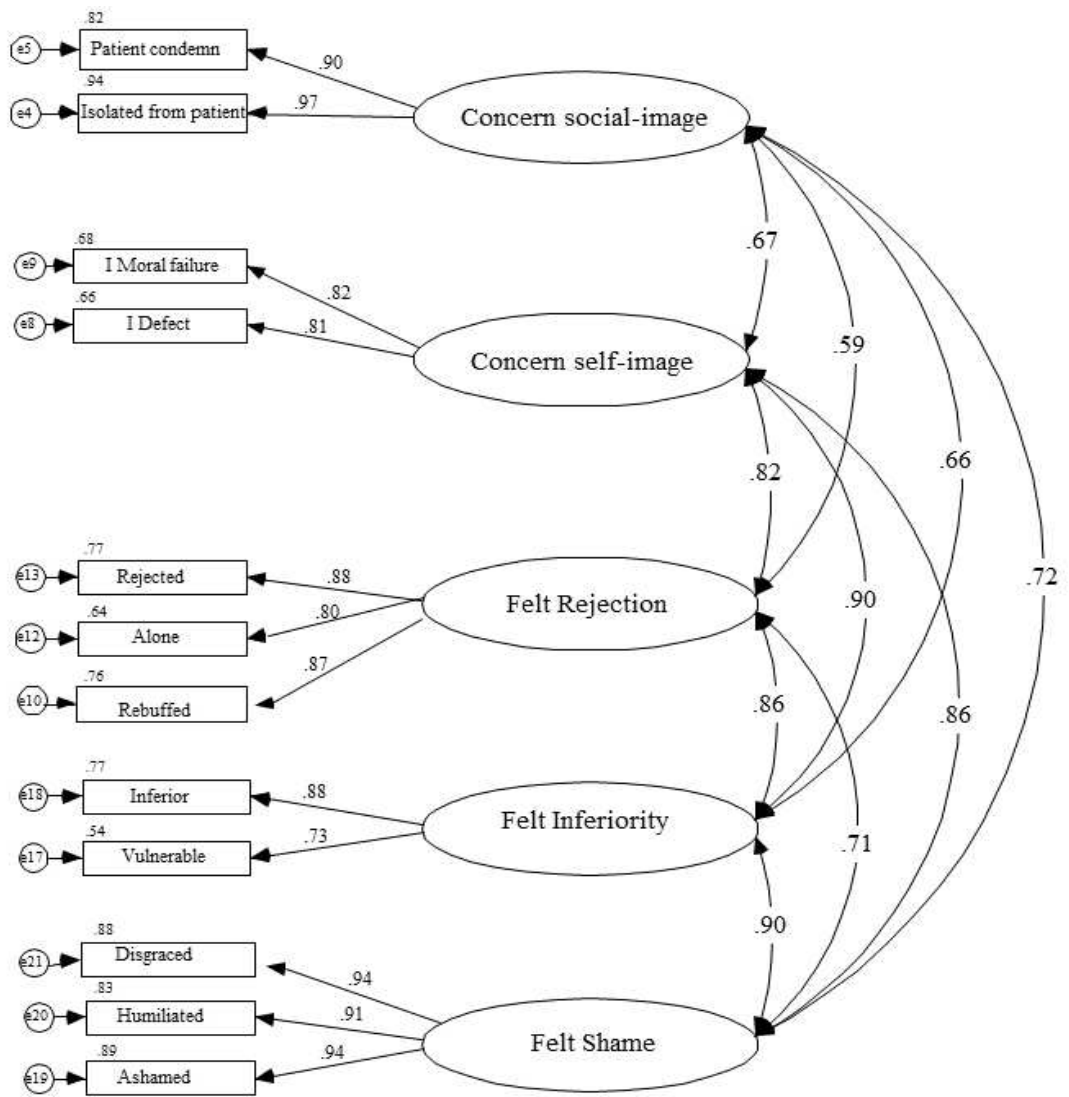 .82
e5 Patient condemn .90
.94
e4 Isolated from patient .97
Concern social-image
.67
.68
e9 I Moral failure .82
.66
e8 I Defect .81
Concern self-image
.59
.82
.66
.77
e13 Rejected .88
.64
e12 Alone .80
.76
e10 Rebuffed .87
Felt Rejection
.72
.90
.86
.86
.77
e18 Inferior .88
.54
e17 Vulnerable .73
Felt Inferiority
.71
.90
.88
e21 Disgraced .94
.83
e20 Humiliated .91
.89
e19 Ashamed .94
Felt Shame